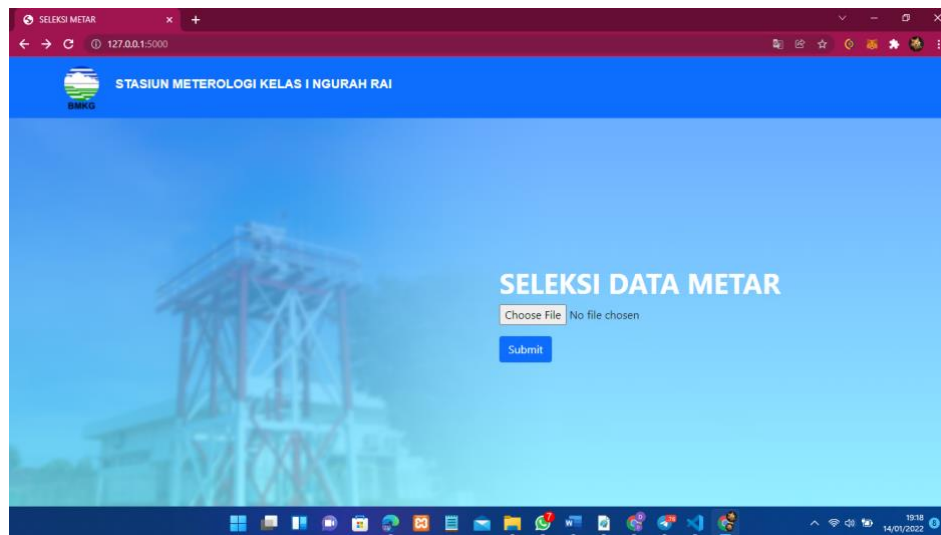 SELEKSI METAR
127.0.0.1:5000
BMKG
STASIUN METEROLOGI KELAS I NGURAH RAI
SELEKSI DATA METAR
Choose File No file chosen
Submit
19:18
14/01/2022